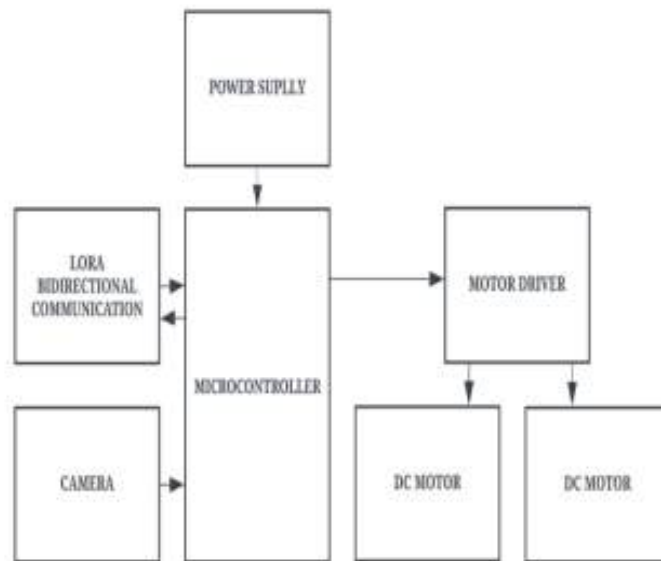 POWER SUPLLY
LORA
BIDIRECTIONAL
COMMUNICATION
MOTOR DRIVER
MICROCONTROLLER
CAMERA
DC MOTOR
DC MOTOR